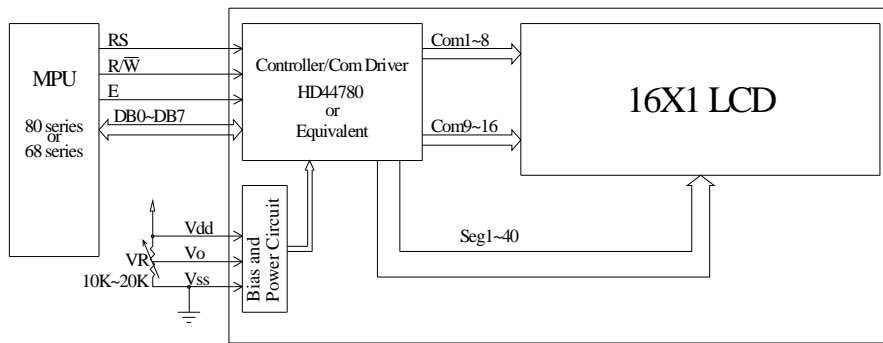 MPU
80 series
or
68 series
RS
R/W̅
E
DB0~DB7
Controller/Com Driver
HD44780
or
Equivalent
Com1~8
Com9~16
16X1 LCD
Seg1~40
Vdd
Vo
Vss
VR
10K~20K
Bias and
Power Circuit